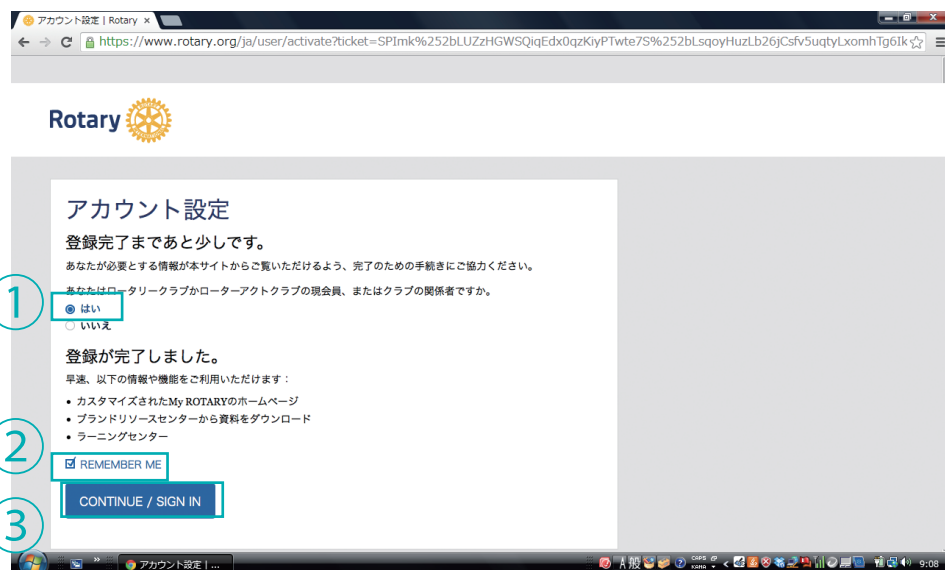 アカウント設定 | Rotary ×
https://www.rotary.org/ja/user/activate?ticket=SPImk%252bLUZzHGWSQiqEdx0qzKiyPTwte7S%252bLsqoyHuzLb26jCsfv5uqtyLxomhTg6Ik
Rotary
アカウント設定
登録完了まであと少しです。
あなたが必要とする情報が本サイトからご覧いただけるよう、完了のための手続きにご協力ください。
あなたはロータリークラブかローターアクトクラブの現会員、またはクラブの関係者ですか。
1
はい
いいえ
登録が完了しました。
早速、以下の情報や機能をご利用いただけます：
• カスタマイズされたMy ROTARYのホームページ
• ブランドリソースセンターから資料をダウンロード
• ラーニングセンター
2
REMEMBER ME
CONTINUE / SIGN IN
3
アカウント設定 | ...
A 般
CAPS
KANA
9:08